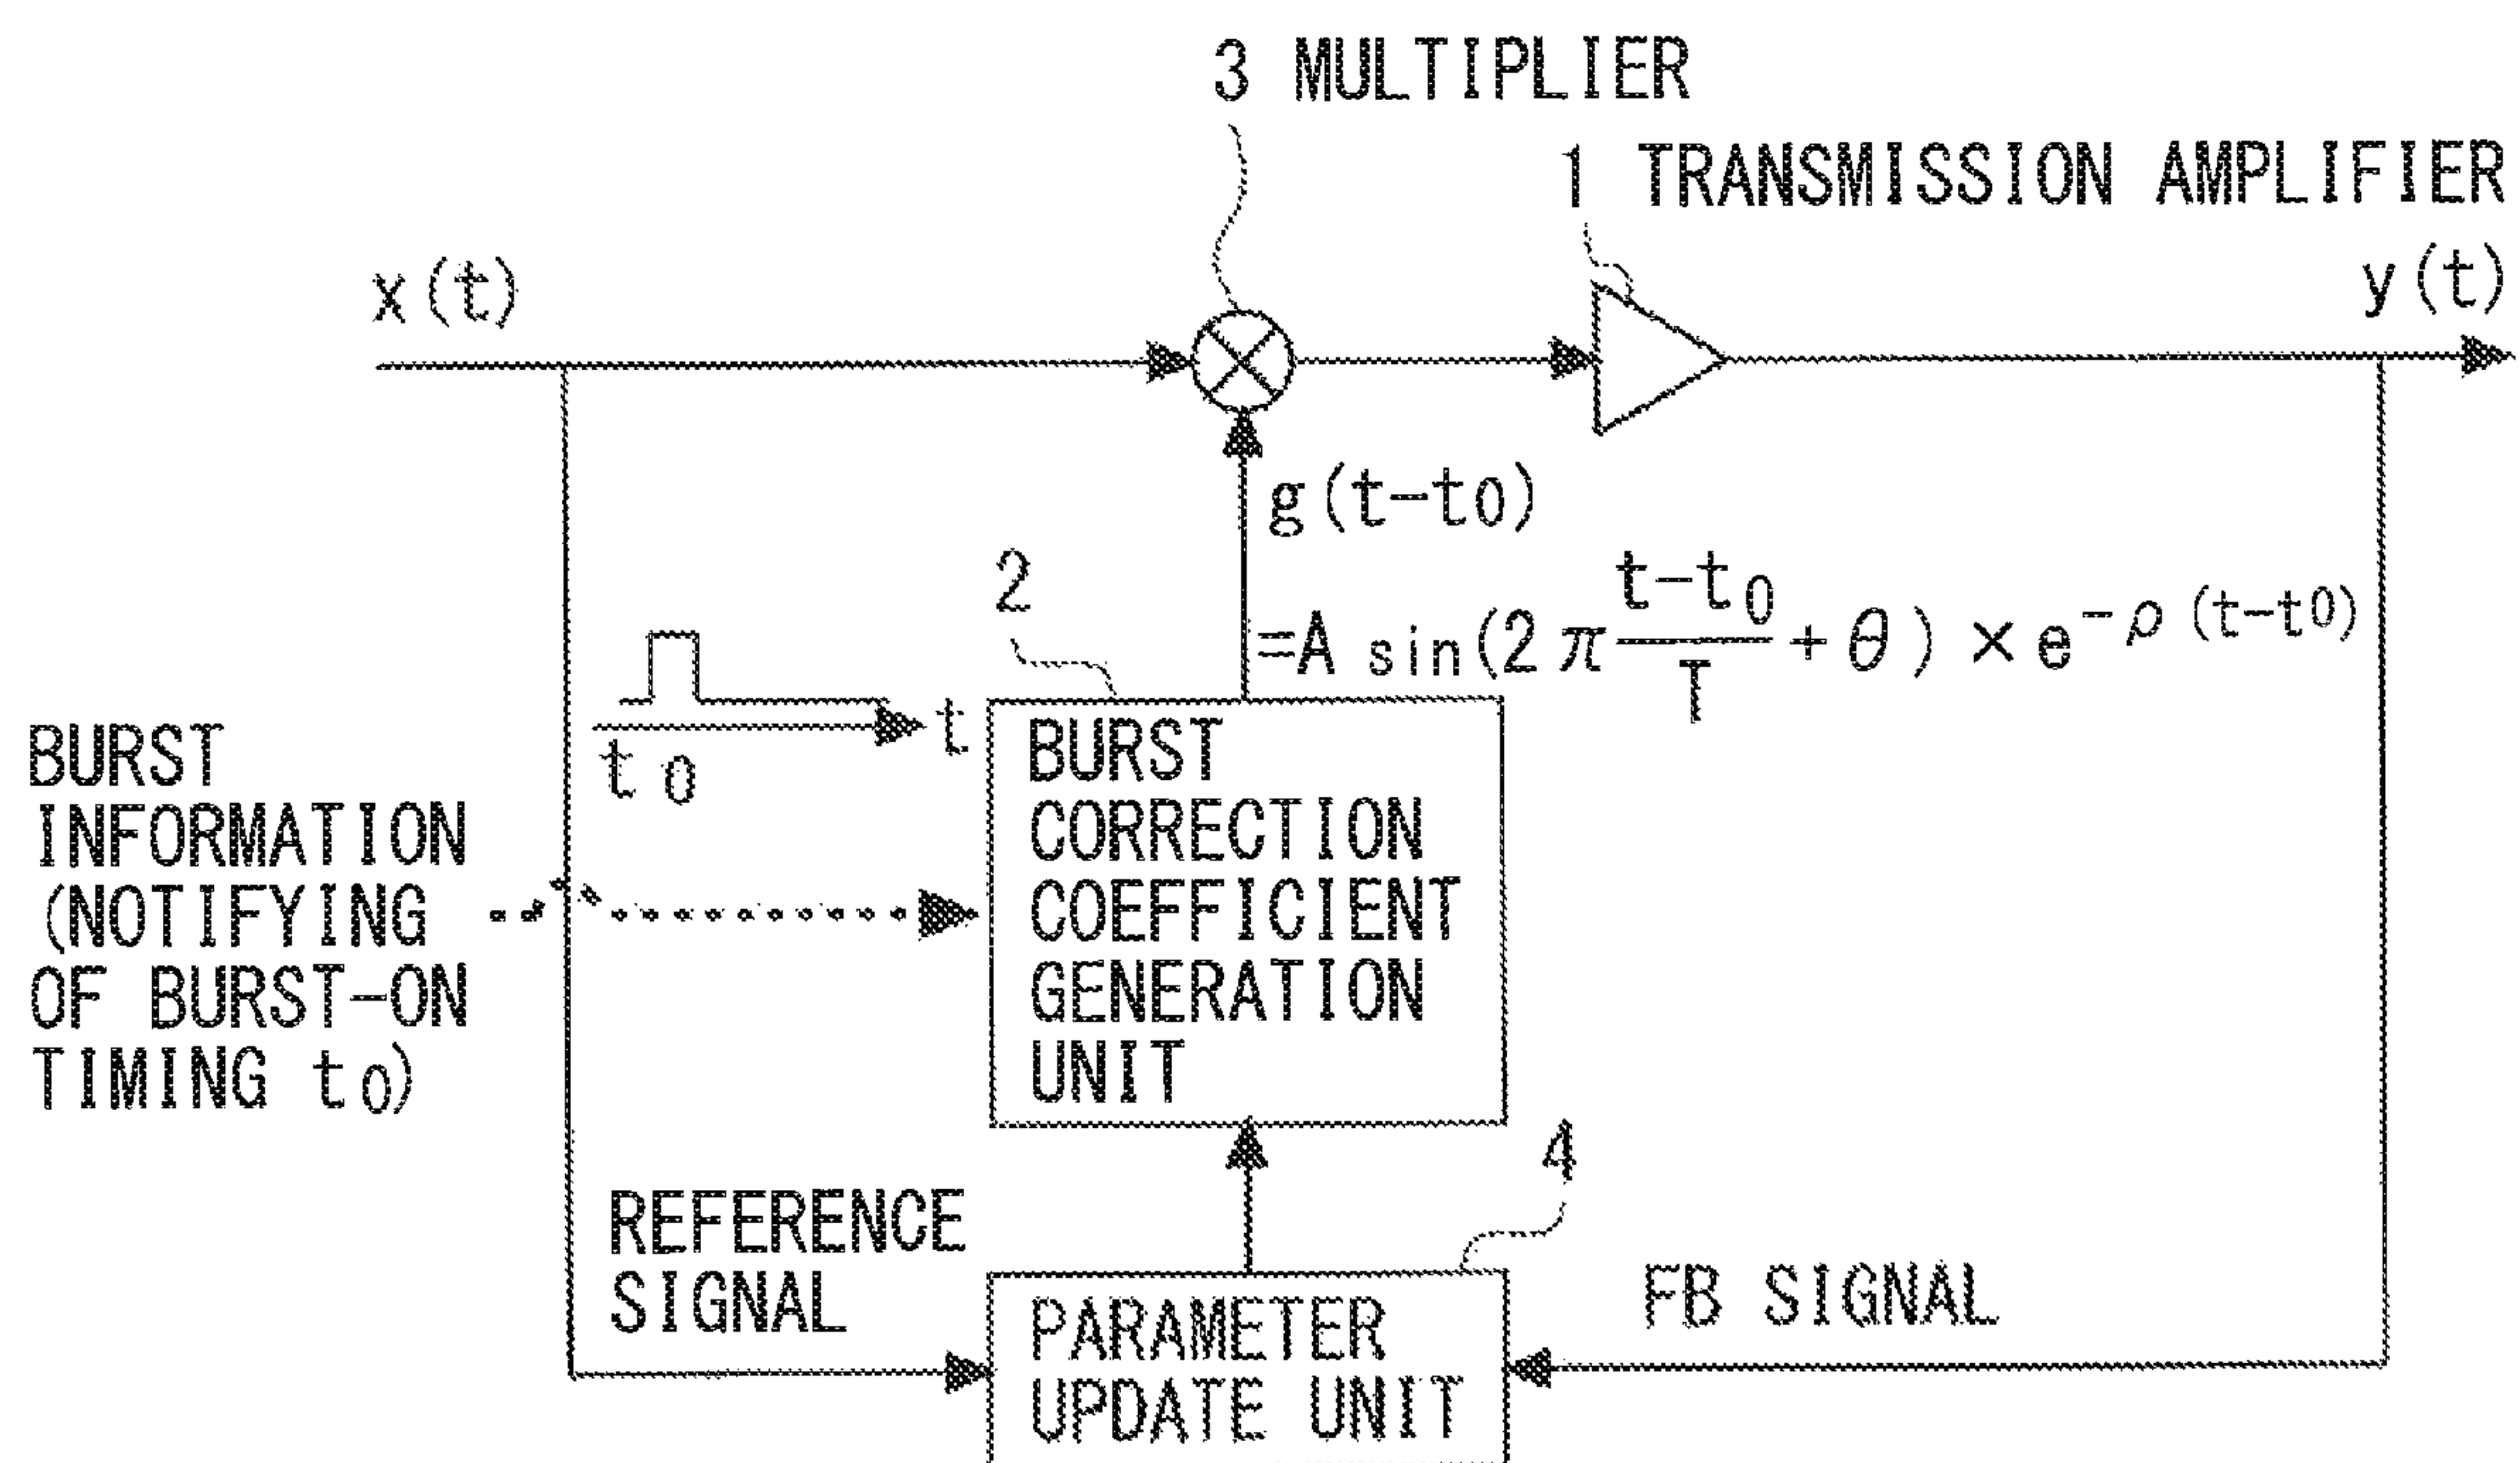 3 MULTIPLIER
1 TRANSMISSION AMPLIFIER
x(t)
y(t)
g(t-t0)
=A sin(2π (t-t0)/T +θ) × e^-ρ(t-t0)
2
t
t0
BURST
INFORMATION
(NOTIFYING
OF BURST-ON
TIMING t0)
BURST
CORRECTION
COEFFICIENT
GENERATION
UNIT
4
REFERENCE
SIGNAL
FB SIGNAL
PARAMETER
UPDATE UNIT